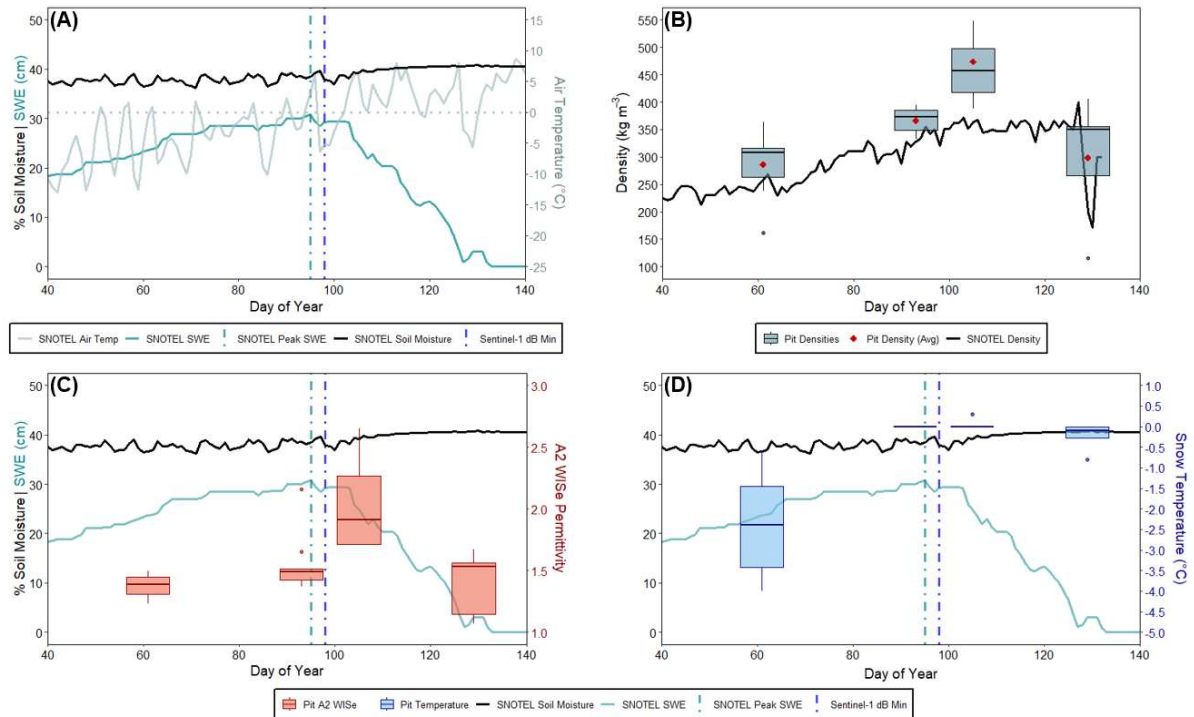 (A)
50
40
30
20
10
0
% Soil Moisture | SWE (cm)
15
10
5
0
-5
-10
-15
-20
-25
Air Temperature (°C)
40 60 80 100 120 140
Day of Year
SNOTEL Air Temp SNOTEL SWE SNOTEL Peak SWE SNOTEL Soil Moisture Sentinel-1 dB Min
(B)
550
500
450
400
350
300
250
200
150
100
Density (kg m⁻³)
40 60 80 100 120 140
Day of Year
Pit Densities Pit Density (Avg) SNOTEL Density
(C)
50
40
30
20
10
0
% Soil Moisture | SWE (cm)
3.0
2.5
2.0
1.5
1.0
A2 WISe Permittivity
40 60 80 100 120 140
Day of Year
(D)
50
40
30
20
10
0
% Soil Moisture | SWE (cm)
1.0
0.5
0.0
-0.5
-1.0
-1.5
-2.0
-2.5
-3.0
-3.5
-4.0
-4.5
-5.0
Snow Temperature (°C)
40 60 80 100 120 140
Day of Year
Pit A2 WISe Pit Temperature SNOTEL Soil Moisture SNOTEL SWE SNOTEL Peak SWE Sentinel-1 dB Min